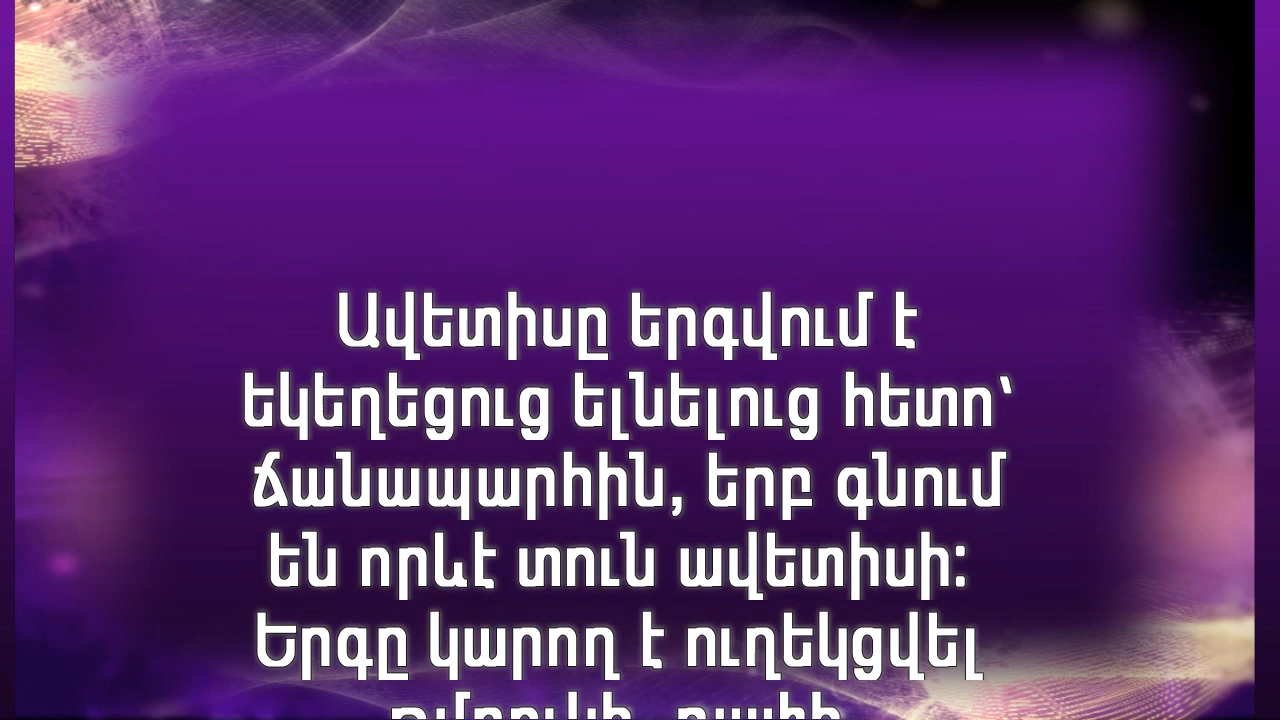 Ավետիսը երգվում է
եկեղեցուց ելնելուց հետո՝
ճանապարհին, երբ գնում
են որևէ տուն ավետիսի:
Երգը կարող է ուղեկցվել